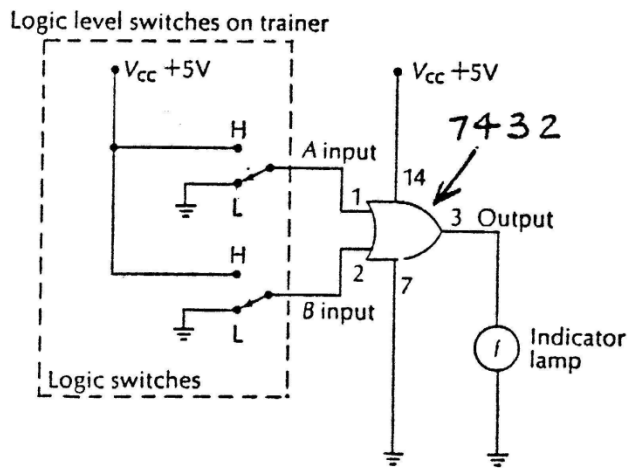 Logic level switches on trainer
Vcc +5V
Vcc +5V
7432
H
A input
14
1
L
3 Output
H
2
7
L
B input
Indicator
lamp
Logic switches